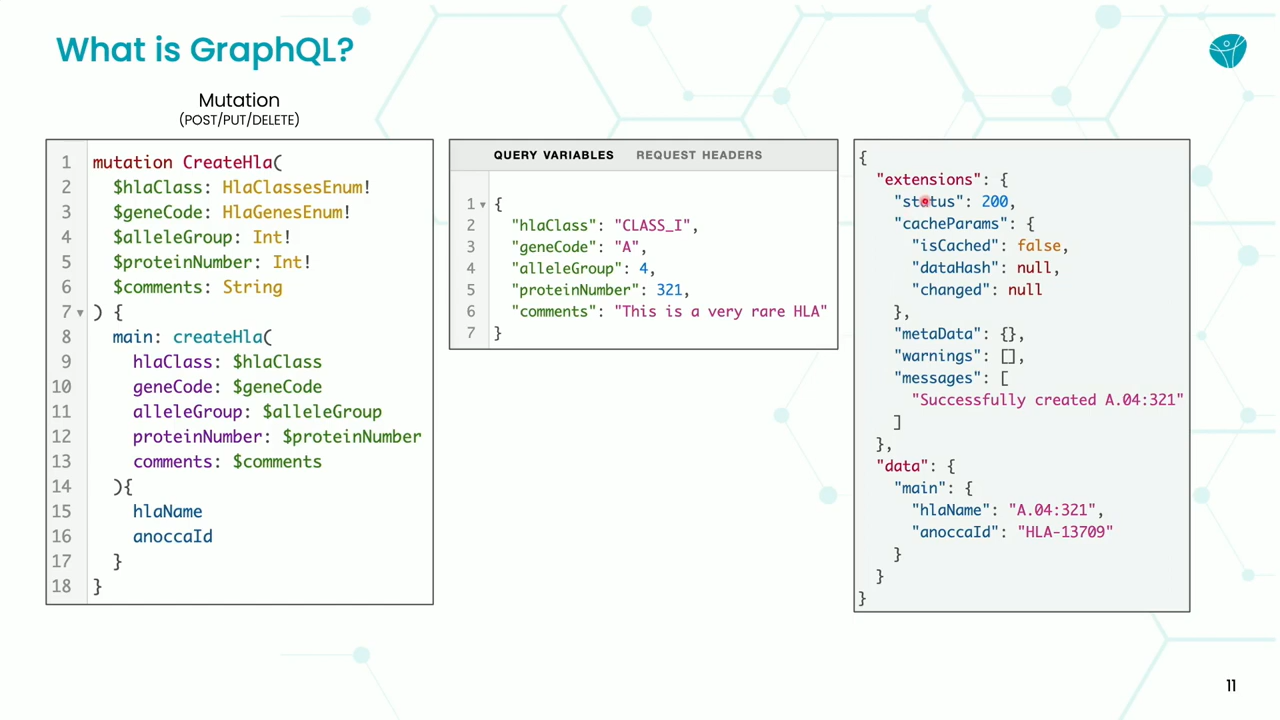 What is GraphQL?
Mutation
(POST/PUT/DELETE)
1 mutation CreateHla(
2 $hlaClass: HlaClassesEnum!
3 $geneCode: HlaGenesEnum!
4 $alleleGroup: Int!
5 $proteinNumber: Int!
6 $comments: String
7 ) {
8 main: createHla(
9 hlaClass: $hlaClass
10 geneCode: $geneCode
11 alleleGroup: $alleleGroup
12 proteinNumber: $proteinNumber
13 comments: $comments
14 ){
15 hlaName
16 anoccaId
17 }
18 }
QUERY VARIABLES REQUEST HEADERS
1 {
2 "hlaClass": "CLASS_I",
3 "geneCode": "A",
4 "alleleGroup": 4,
5 "proteinNumber": 321,
6 "comments": "This is a very rare HLA"
7 }
{
"extensions": {
"status": 200,
"cacheParams": {
"isCached": false,
"dataHash": null,
"changed": null
},
"metaData": {},
"warnings": [],
"messages": [
"Successfully created A.04:321"
]
},
"data": {
"main": {
"hlaName": "A.04:321",
"anoccaId": "HLA-13709"
}
}
}
11